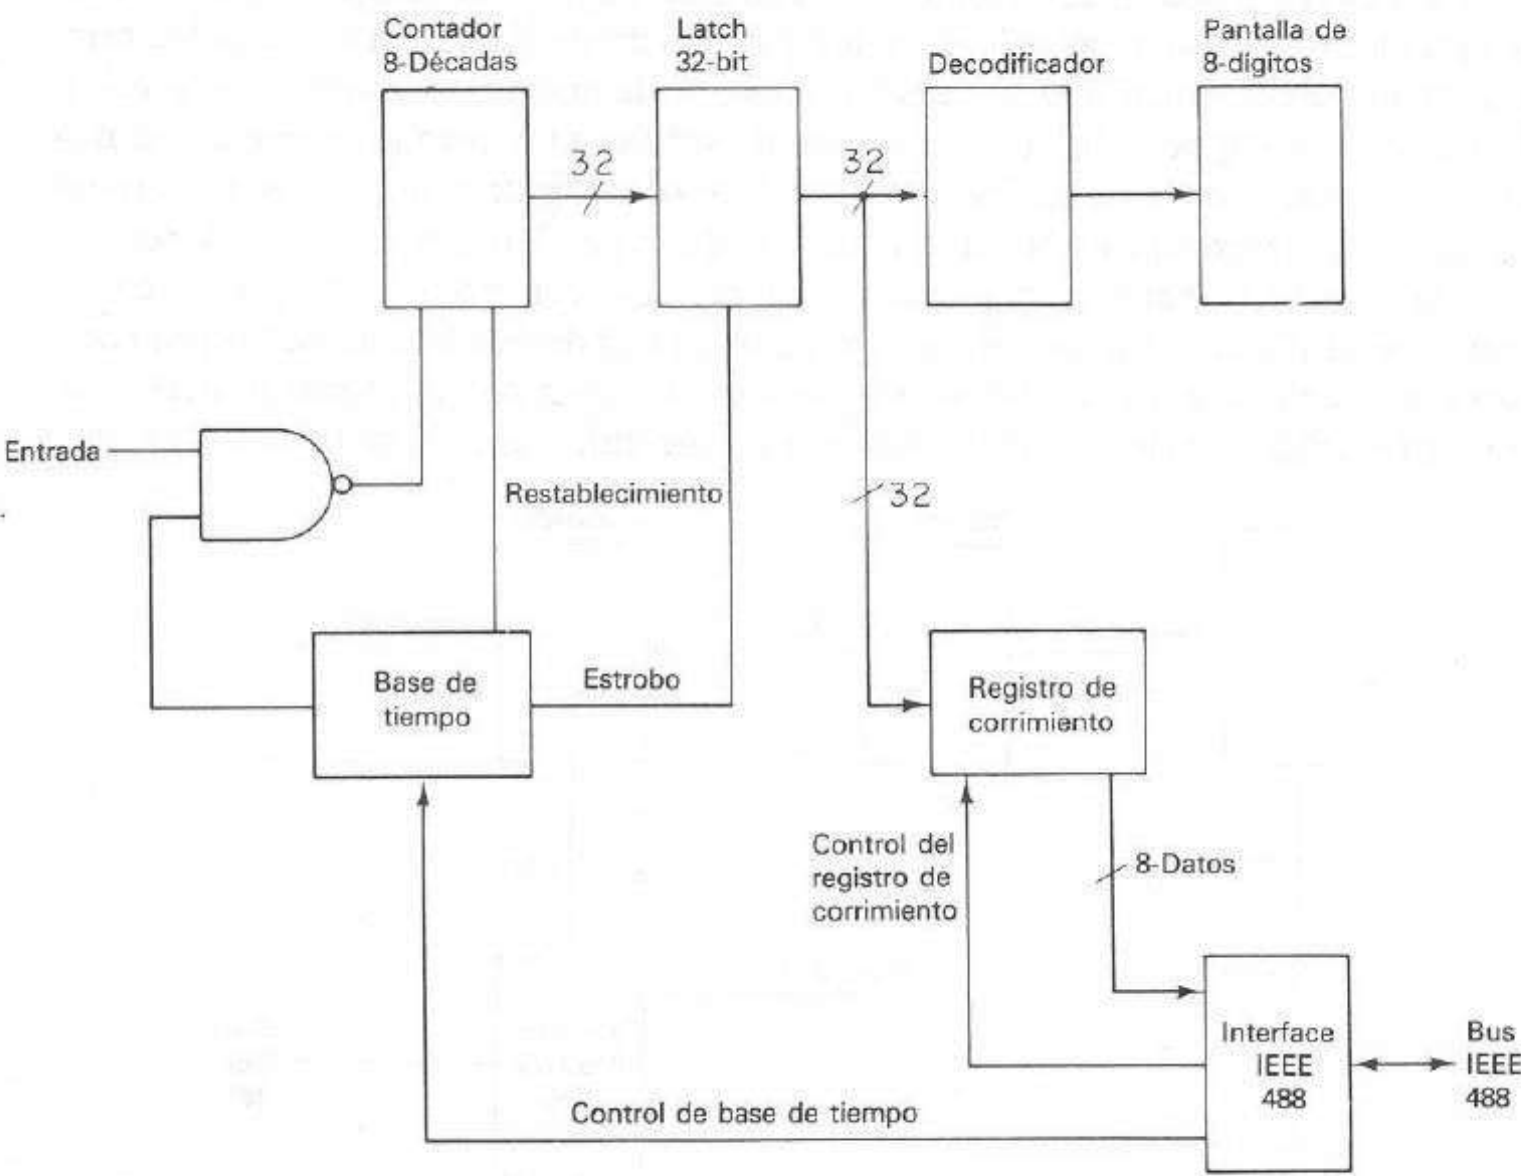 Contador
8-Décadas
Latch
32-bit
Decodificador
Pantalla de
8-digitos
32
32
Entrada
Restablecimiento
32
Base de
tiempo
Estrobo
Registro de
corrimiento
Control del
registro de
corrimiento
8-Datos
Interface
IEEE
488
Bus
IEEE
488
Control de base de tiempo